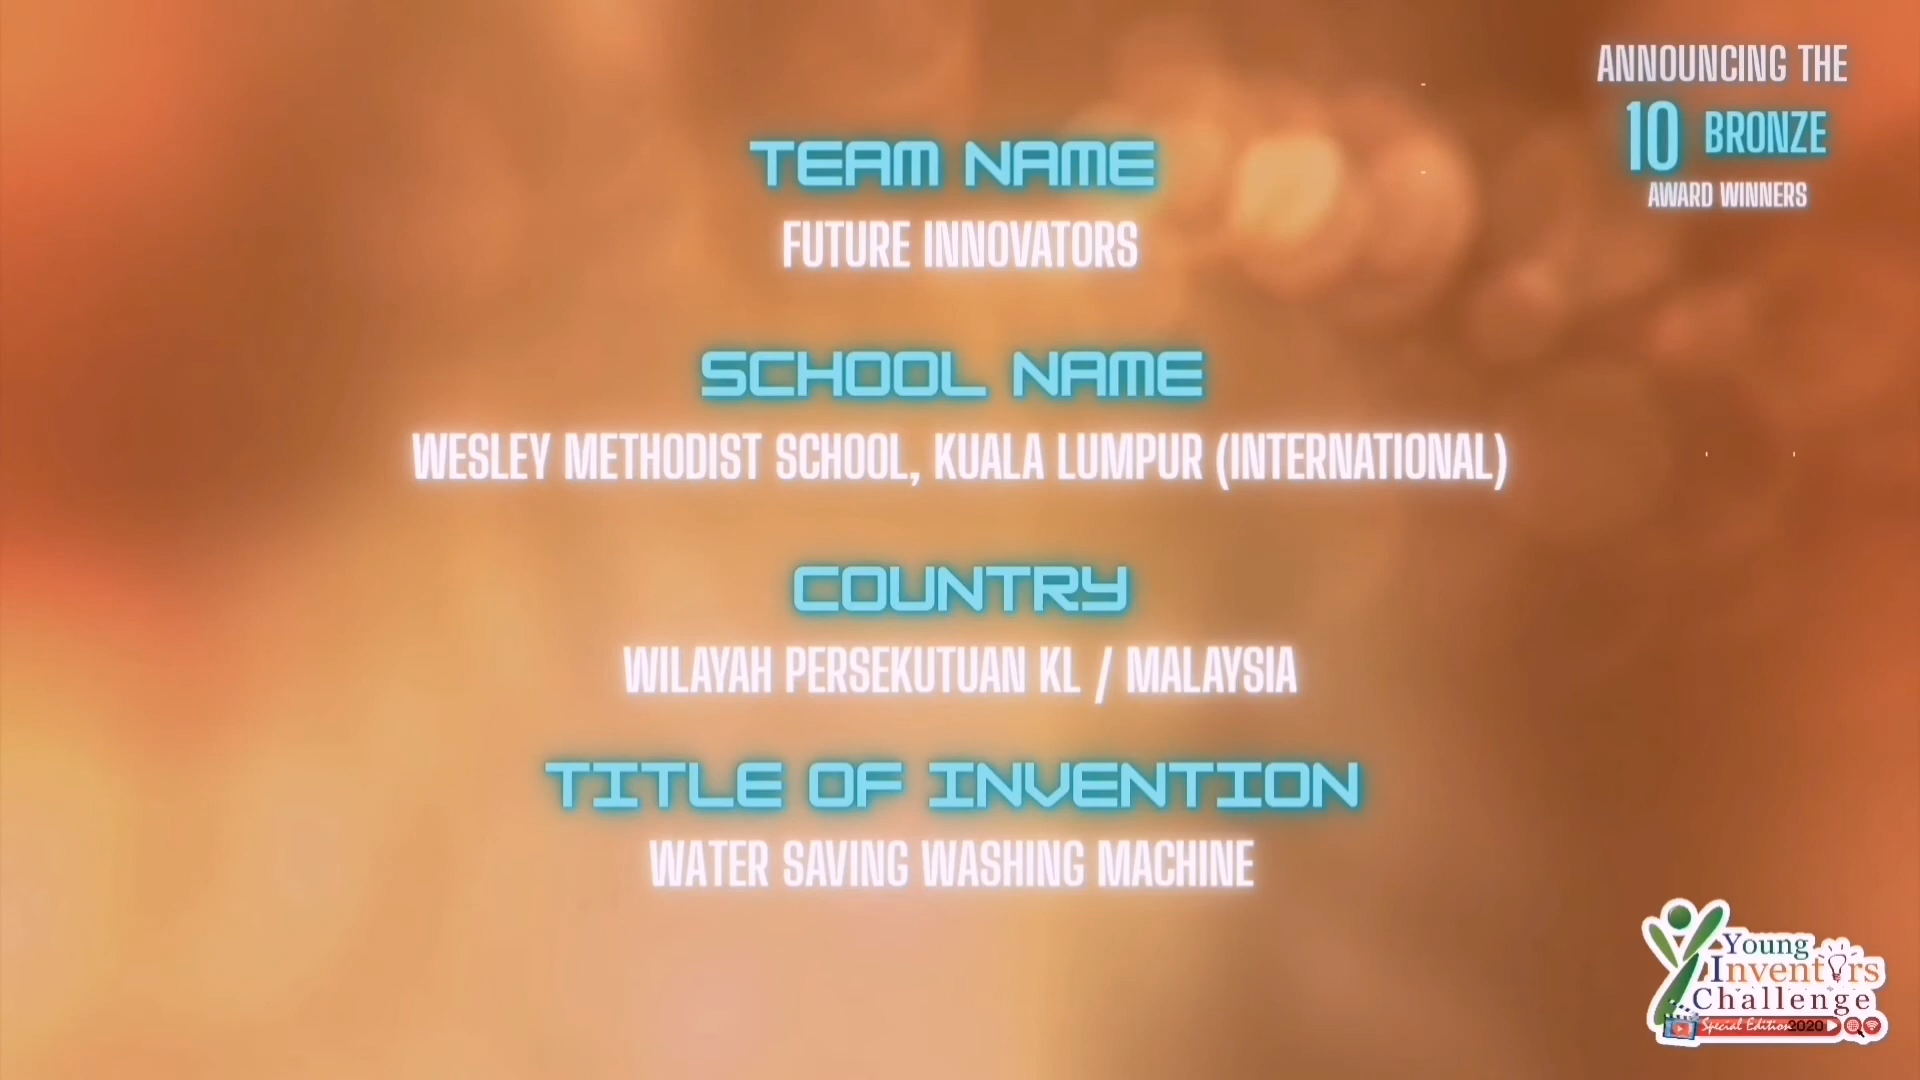 ANNOUNCING THE
10 BRONZE
AWARD WINNERS
TEAM NAME
FUTURE INNOVATORS
SCHOOL NAME
WESLEY METHODIST SCHOOL, KUALA LUMPUR (INTERNATIONAL)
COUNTRY
WILAYAH PERSEKUTUAN KL / MALAYSIA
TITLE OF INVENTION
WATER SAVING WASHING MACHINE
Young
Inventors
Challenge
Special Edition 2020